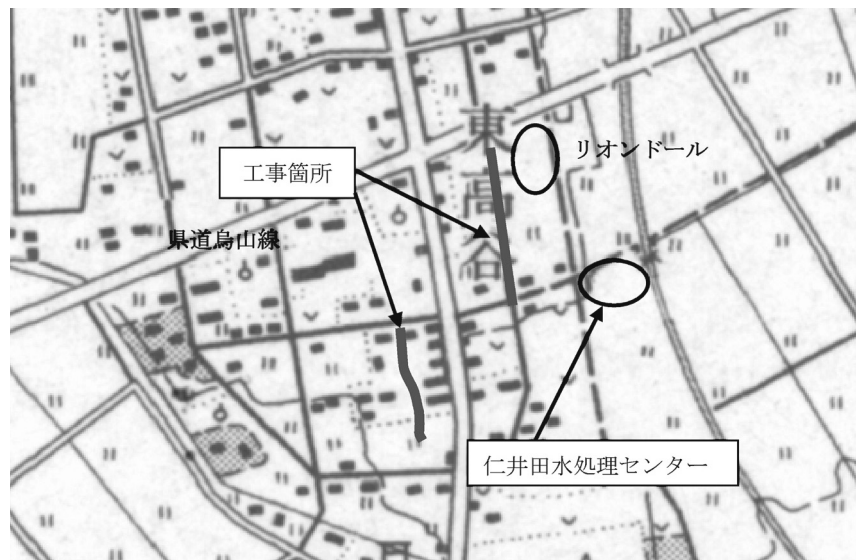 東高谷
リオンドール
工事箇所
県道烏山線
仁井田水処理センター